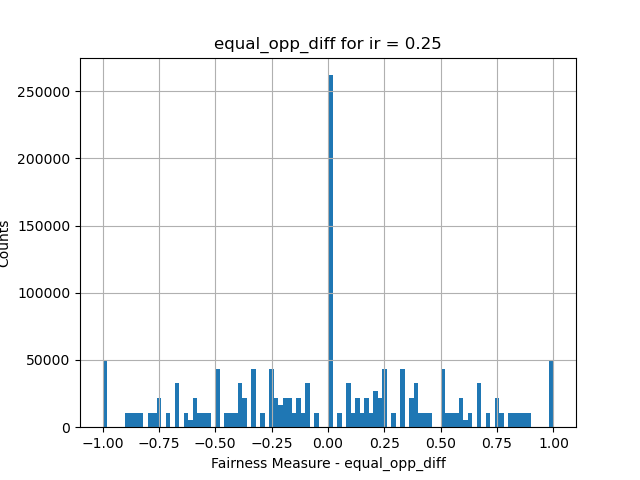 equal_opp_diff for ir = 0.25
Counts
250000
200000
150000
100000
50000
0
−1.00 −0.75 −0.50 −0.25 0.00 0.25 0.50 0.75 1.00
Fairness Measure - equal_opp_diff